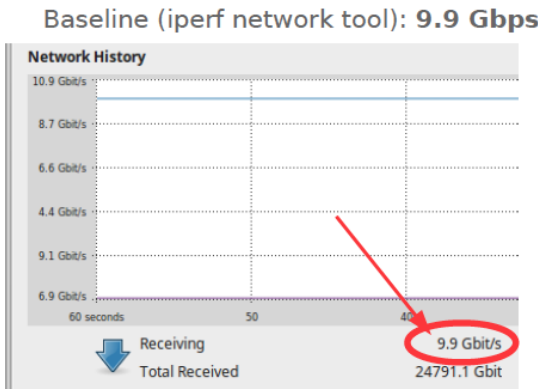 Baseline (iperf network tool): 9.9 Gbps
Network History
10.9 Gbit/s
8.7 Gbit/s
6.6 Gbit/s
4.4 Gbit/s
9.1 Gbit/s
6.9 Gbit/s
60 seconds 50 40
Receiving 9.9 Gbit/s
Total Received 24791.1 Gbit